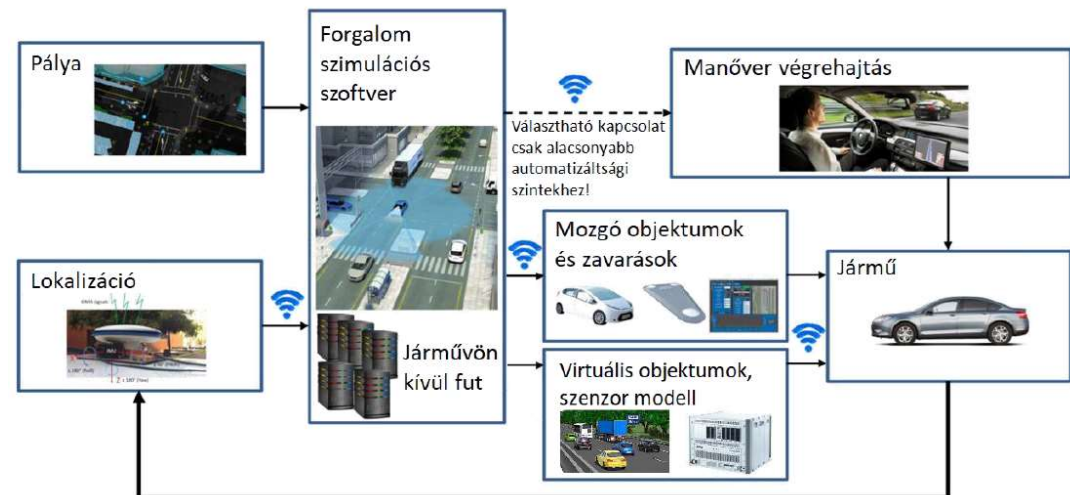 Pálya
Forgalom
szimulációs
szoftver
Manőver végrehajtás
Választható kapcsolat
csak alacsonyabb
automatizáltsági
szintekhez!
Lokalizáció
Mozgó objektumok
és zavarások
Jármű
Járművön
kívül fut
Virtuális objektumok,
szenzor modell